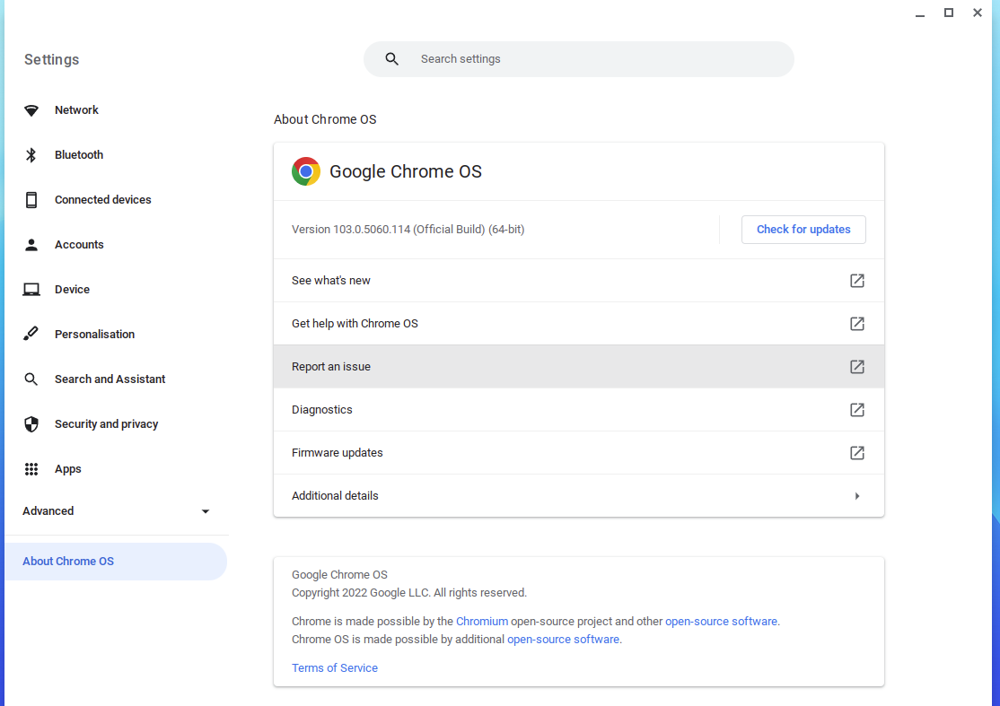 Settings
Search settings
Network
Bluetooth
Connected devices
Accounts
Device
Personalisation
Search and Assistant
Security and privacy
Apps
Advanced
About Chrome OS
About Chrome OS
Google Chrome OS
Version 103.0.5060.114 (Official Build) (64-bit)
Check for updates
See what's new
Get help with Chrome OS
Report an issue
Diagnostics
Firmware updates
Additional details
Google Chrome OS
Copyright 2022 Google LLC. All rights reserved.
Chrome is made possible by the Chromium open-source project and other open-source software.
Chrome OS is made possible by additional open-source software.
Terms of Service